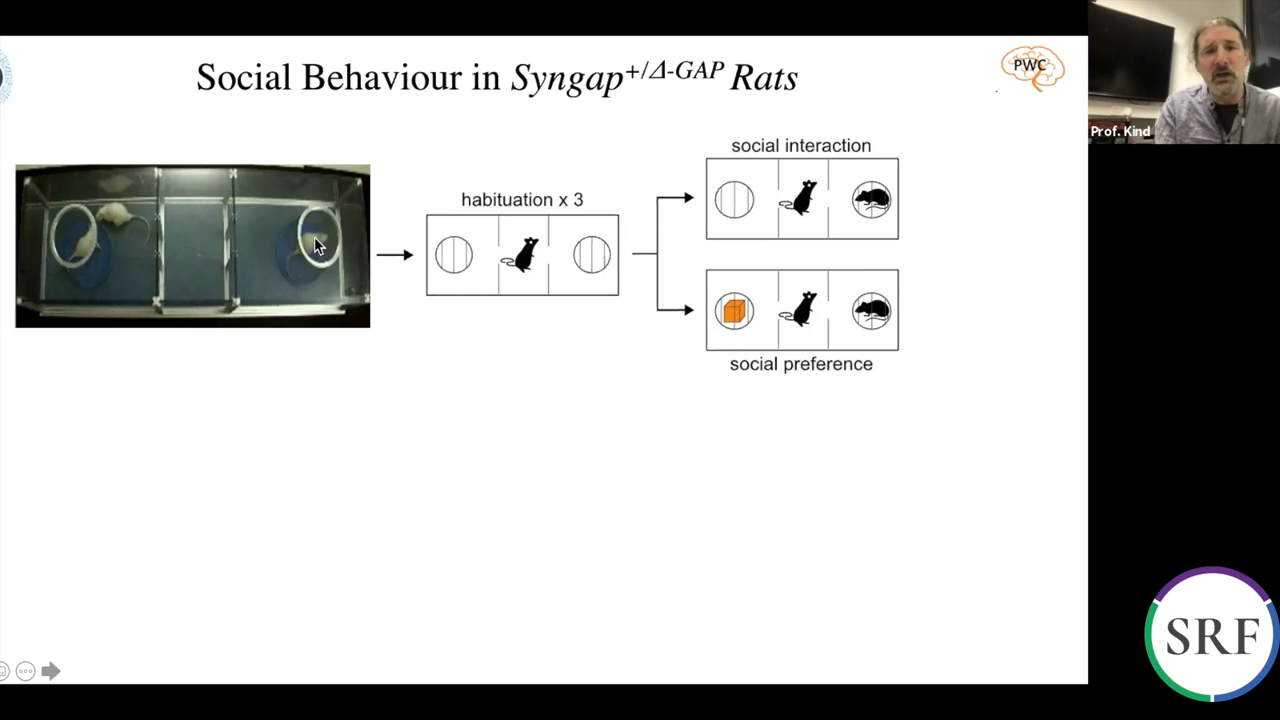 Social Behaviour in Syngap+/Δ-GAP Rats
PWC
Prof. Kind
social interaction
habituation x 3
social preference
SRF